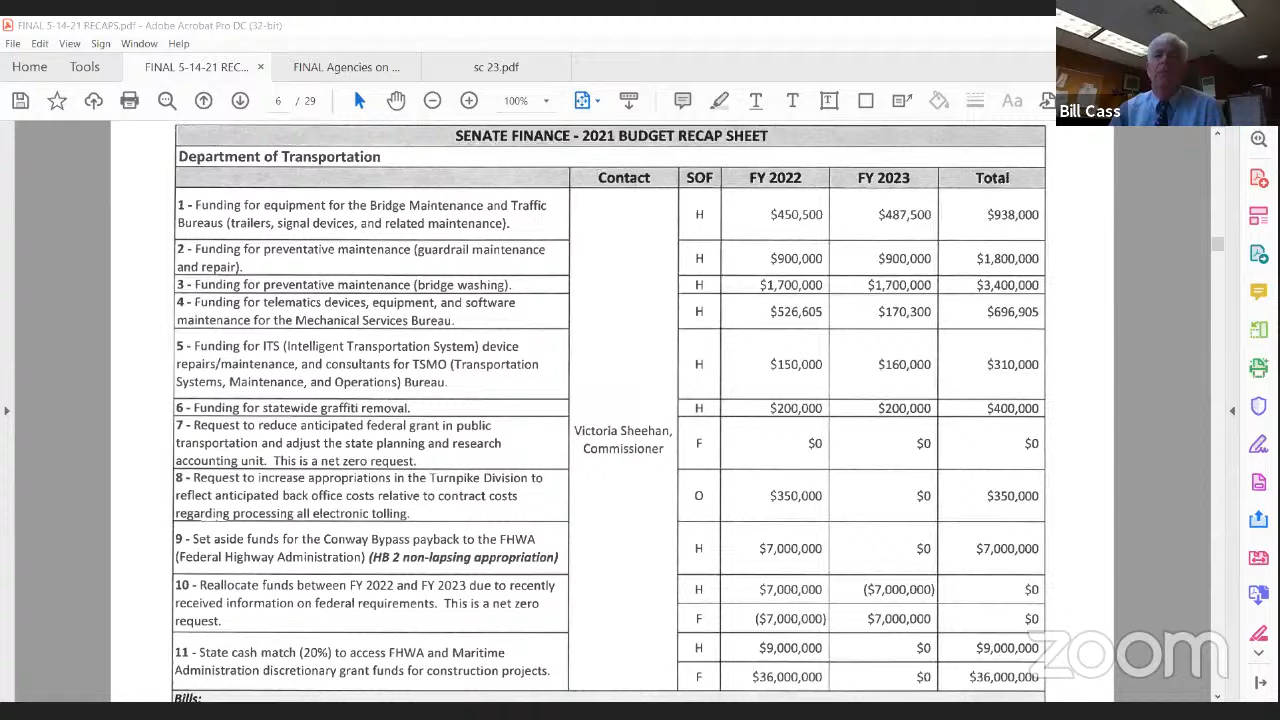 FINAL 5-14-21 RECAPS.pdf - Adobe Acrobat Pro DC (32-bit)
File Edit View Sign Window Help
Home Tools FINAL 5-14-21 REC... × FINAL Agencies on ... sc 23.pdf
/ 29 100%
Bill Cass
SENATE FINANCE - 2021 BUDGET RECAP SHEET
Department of Transportation
Contact SOF FY 2022 FY 2023 Total
1 - Funding for equipment for the Bridge Maintenance and Traffic
Bureaus (trailers, signal devices, and related maintenance).
H $450,500 $487,500 $938,000
2 - Funding for preventative maintenance (guardrail maintenance
and repair).
H $900,000 $900,000 $1,800,000
3 - Funding for preventative maintenance (bridge washing). H $1,700,000 $1,700,000 $3,400,000
4 - Funding for telematics devices, equipment, and software
maintenance for the Mechanical Services Bureau.
H $526,605 $170,300 $696,905
5 - Funding for ITS (Intelligent Transportation System) device
repairs/maintenance, and consultants for TSMO (Transportation
Systems, Maintenance, and Operations) Bureau.
H $150,000 $160,000 $310,000
6 - Funding for statewide graffiti removal. H $200,000 $200,000 $400,000
7 - Request to reduce anticipated federal grant in public
transportation and adjust the state planning and research
accounting unit. This is a net zero request.
Victoria Sheehan,
Commissioner
F $0 $0 $0
8 - Request to increase appropriations in the Turnpike Division to
reflect anticipated back office costs relative to contract costs
regarding processing all electronic tolling.
O $350,000 $0 $350,000
9 - Set aside funds for the Conway Bypass payback to the FHWA
(Federal Highway Administration) (HB 2 non-lapsing appropriation)
H $7,000,000 $0 $7,000,000
10 - Reallocate funds between FY 2022 and FY 2023 due to recently
received information on federal requirements. This is a net zero
request.
H $7,000,000 ($7,000,000) $0
F ($7,000,000) $7,000,000 $0
11 - State cash match (20%) to access FHWA and Maritime
Administration discretionary grant funds for construction projects.
H $9,000,000 $0 $9,000,000
F $36,000,000 $0 $36,000,000
Bills:
zoom